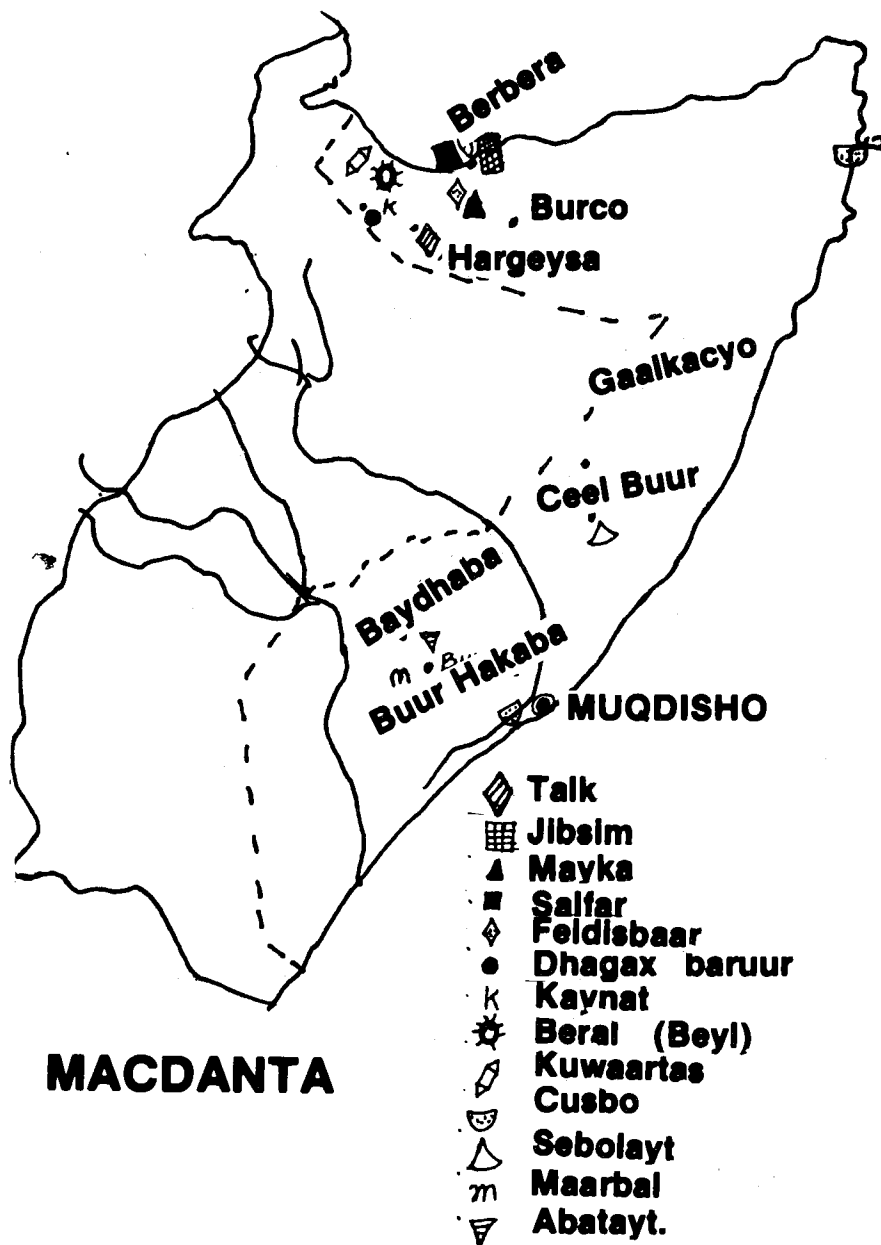 Berbera
k
Burco
Hargeysa
Gaalkacyo
Ceel Buur
Baydhaba
m B...
Buur Hakaba
MUQDISHO
Talk
Jibsim
Mayka
Salfar
Feldisbaar
Dhagax baruur
k Kaynat
Beral (Beyl)
Kuwaartas
Cusbo
Sebolayt
m Maarbal
Abatayt.
MACDANTA